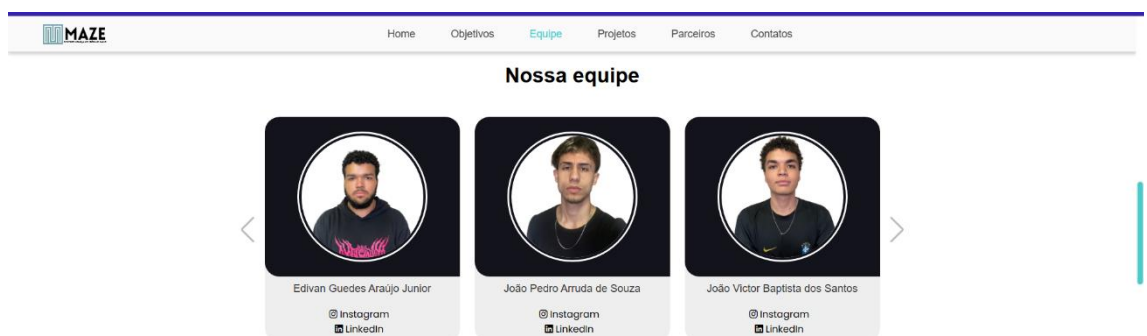 MAZE
Home Objetivos Equipe Projetos Parceiros Contatos
Nossa equipe
Edivan Guedes Araújo Junior João Pedro Arruda de Souza João Victor Baptista dos Santos
Instagram Instagram Instagram
LinkedIn LinkedIn LinkedIn